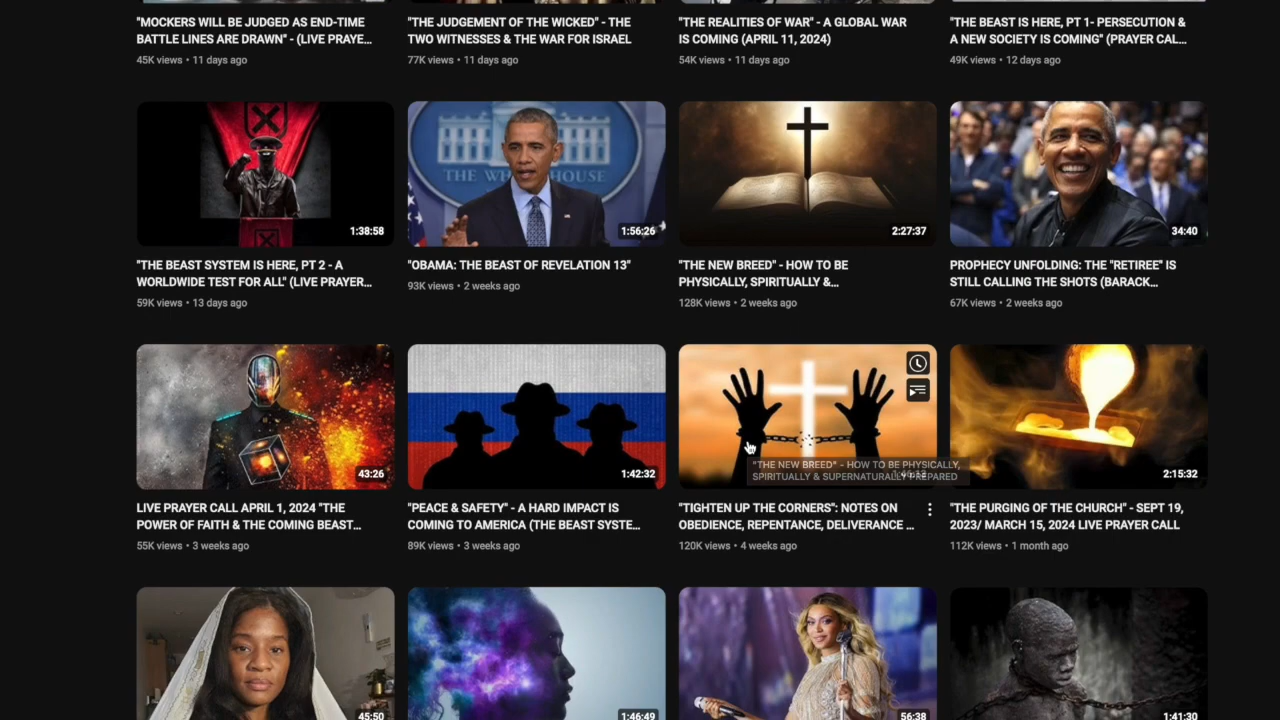 "MOCKERS WILL BE JUDGED AS END-TIME
BATTLE LINES ARE DRAWN" - (LIVE PRAYE...
45K views • 11 days ago
"THE JUDGEMENT OF THE WICKED" - THE
TWO WITNESSES & THE WAR FOR ISRAEL
77K views • 11 days ago
"THE REALITIES OF WAR" - A GLOBAL WAR
IS COMING (APRIL 11, 2024)
54K views • 11 days ago
"THE BEAST IS HERE, PT 1- PERSECUTION &
A NEW SOCIETY IS COMING" (PRAYER CAL...
49K views • 12 days ago
1:38:58
"THE BEAST SYSTEM IS HERE, PT 2 - A
WORLDWIDE TEST FOR ALL" (LIVE PRAYER...
59K views • 13 days ago
THE WHITE HOUSE
1:56:26
"OBAMA: THE BEAST OF REVELATION 13"
93K views • 2 weeks ago
2:27:37
"THE NEW BREED" - HOW TO BE
PHYSICALLY, SPIRITUALLY &...
128K views • 2 weeks ago
34:40
PROPHECY UNFOLDING: THE "RETIREE" IS
STILL CALLING THE SHOTS (BARACK...
67K views • 2 weeks ago
43:26
LIVE PRAYER CALL APRIL 1, 2024 "THE
POWER OF FAITH & THE COMING BEAST...
55K views • 3 weeks ago
1:42:32
"PEACE & SAFETY" - A HARD IMPACT IS
COMING TO AMERICA (THE BEAST SYSTE...
89K views • 3 weeks ago
"THE NEW BREED" - HOW TO BE PHYSICALLY,
SPIRITUALLY & SUPERNATURALLY PREPARED
"TIGHTEN UP THE CORNERS": NOTES ON
OBEDIENCE, REPENTANCE, DELIVERANCE ...
120K views • 4 weeks ago
2:15:32
"THE PURGING OF THE CHURCH" - SEPT 19,
2023/ MARCH 15, 2024 LIVE PRAYER CALL
112K views • 1 month ago
45:50
1:46:49
56:38
1:41:30